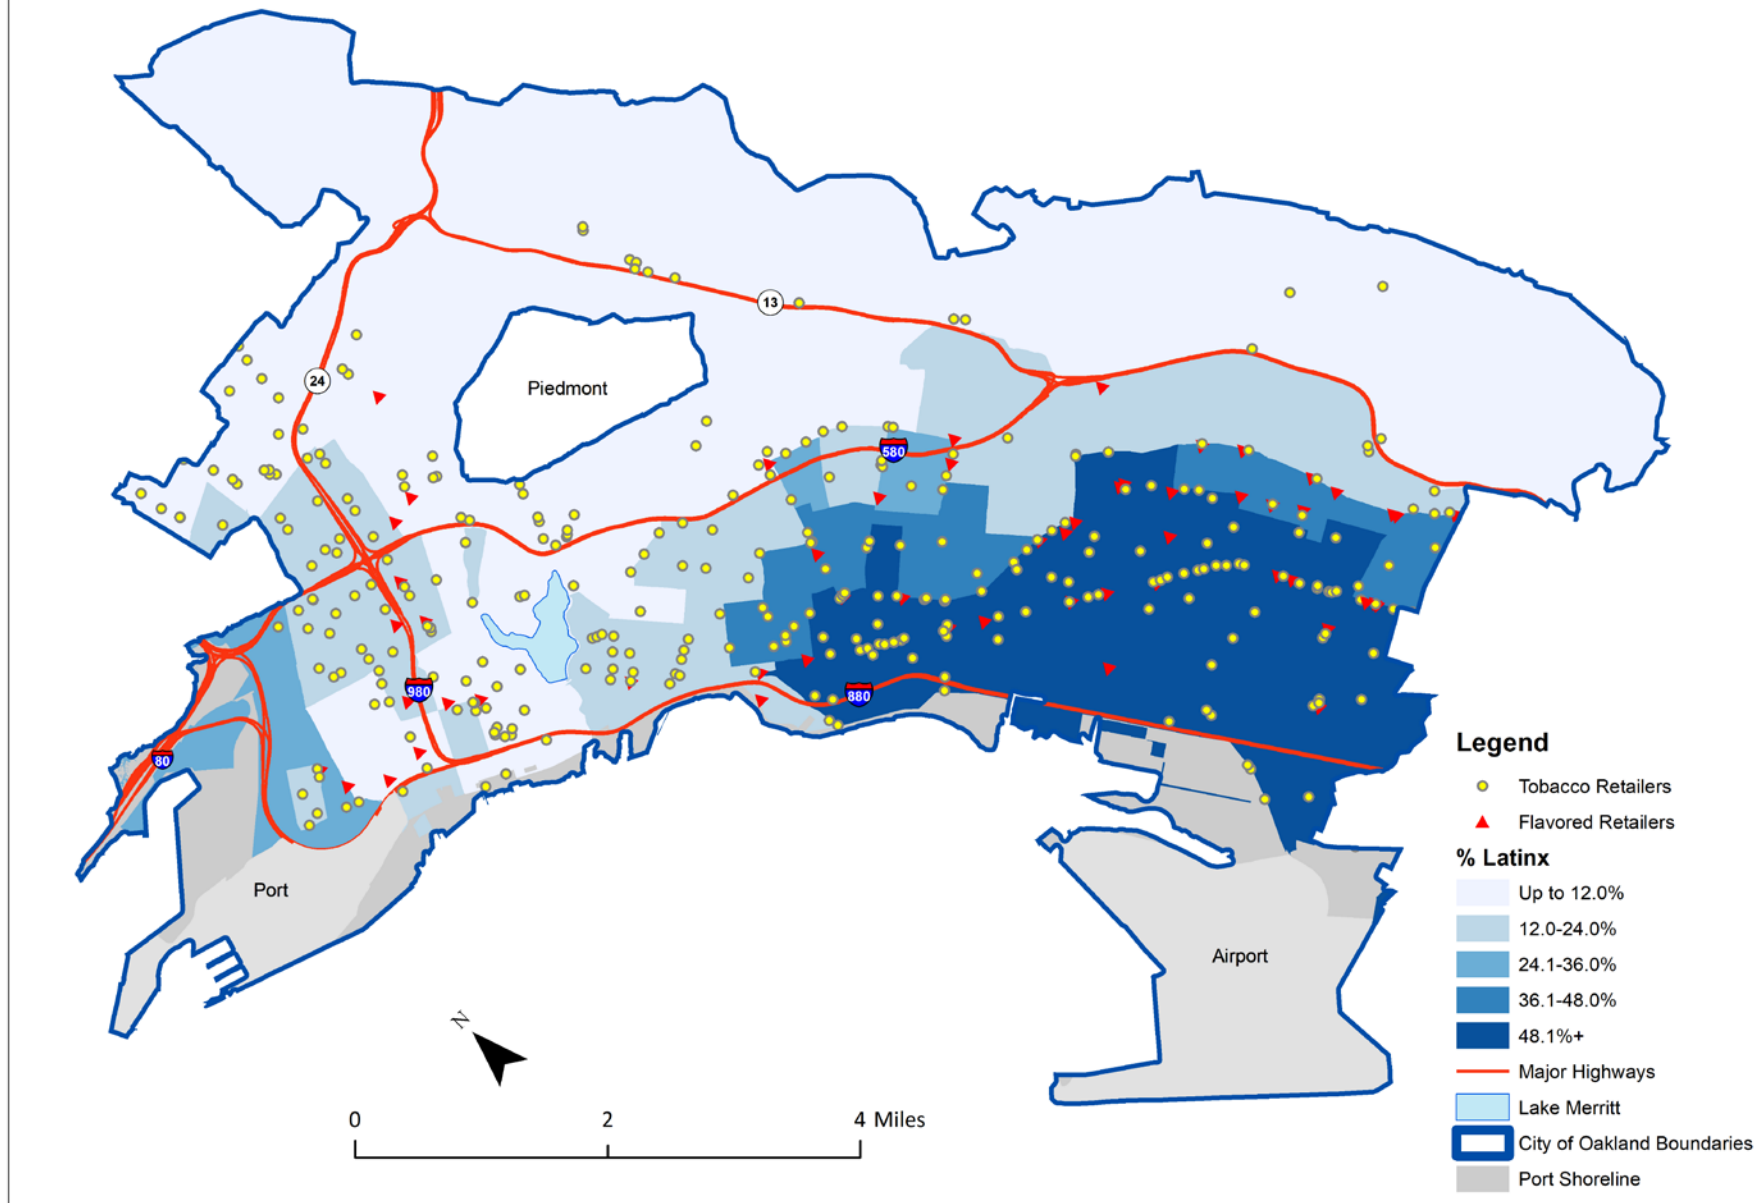 13
24
Piedmont
580
980
880
80
Port
Airport
N
0 2 4 Miles
Legend
Tobacco Retailers
Flavored Retailers
% Latinx
Up to 12.0%
12.0-24.0%
24.1-36.0%
36.1-48.0%
48.1%+
Major Highways
Lake Merritt
City of Oakland Boundaries
Port Shoreline